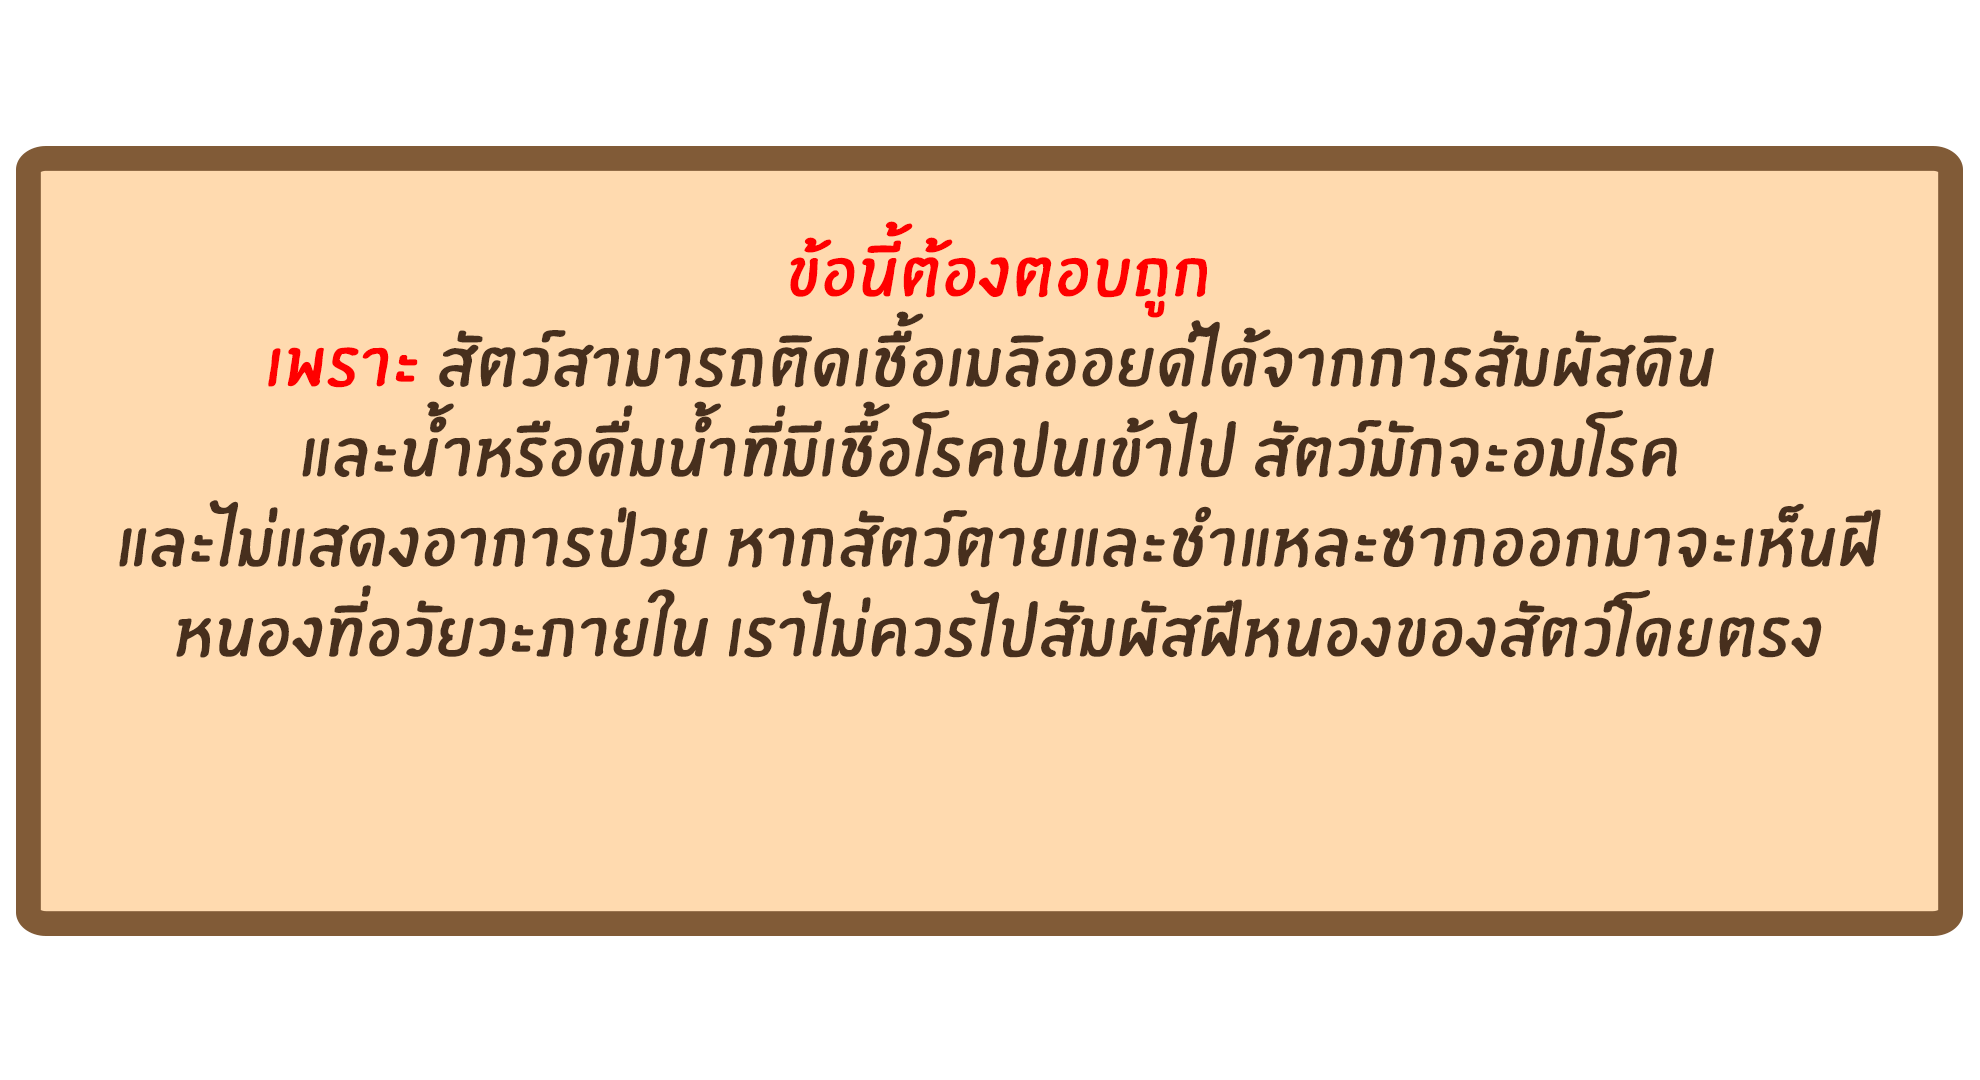 ข้อนี้ต้องตอบถูก
เพราะ สัตว์สามารถติดเชื้อเมลิออยด์ได้จากการสัมผัสดิน
และน้ำหรือดื่มน้ำที่มีเชื้อโรคปนเข้าไป สัตว์มักจะอมโรค
และไม่แสดงอาการป่วย หากสัตว์ตายและชำแหละซากออกมาจะเห็นฝี
หนองที่อวัยวะภายใน เราไม่ควรไปสัมผัสฝีหนองของสัตว์โดยตรง